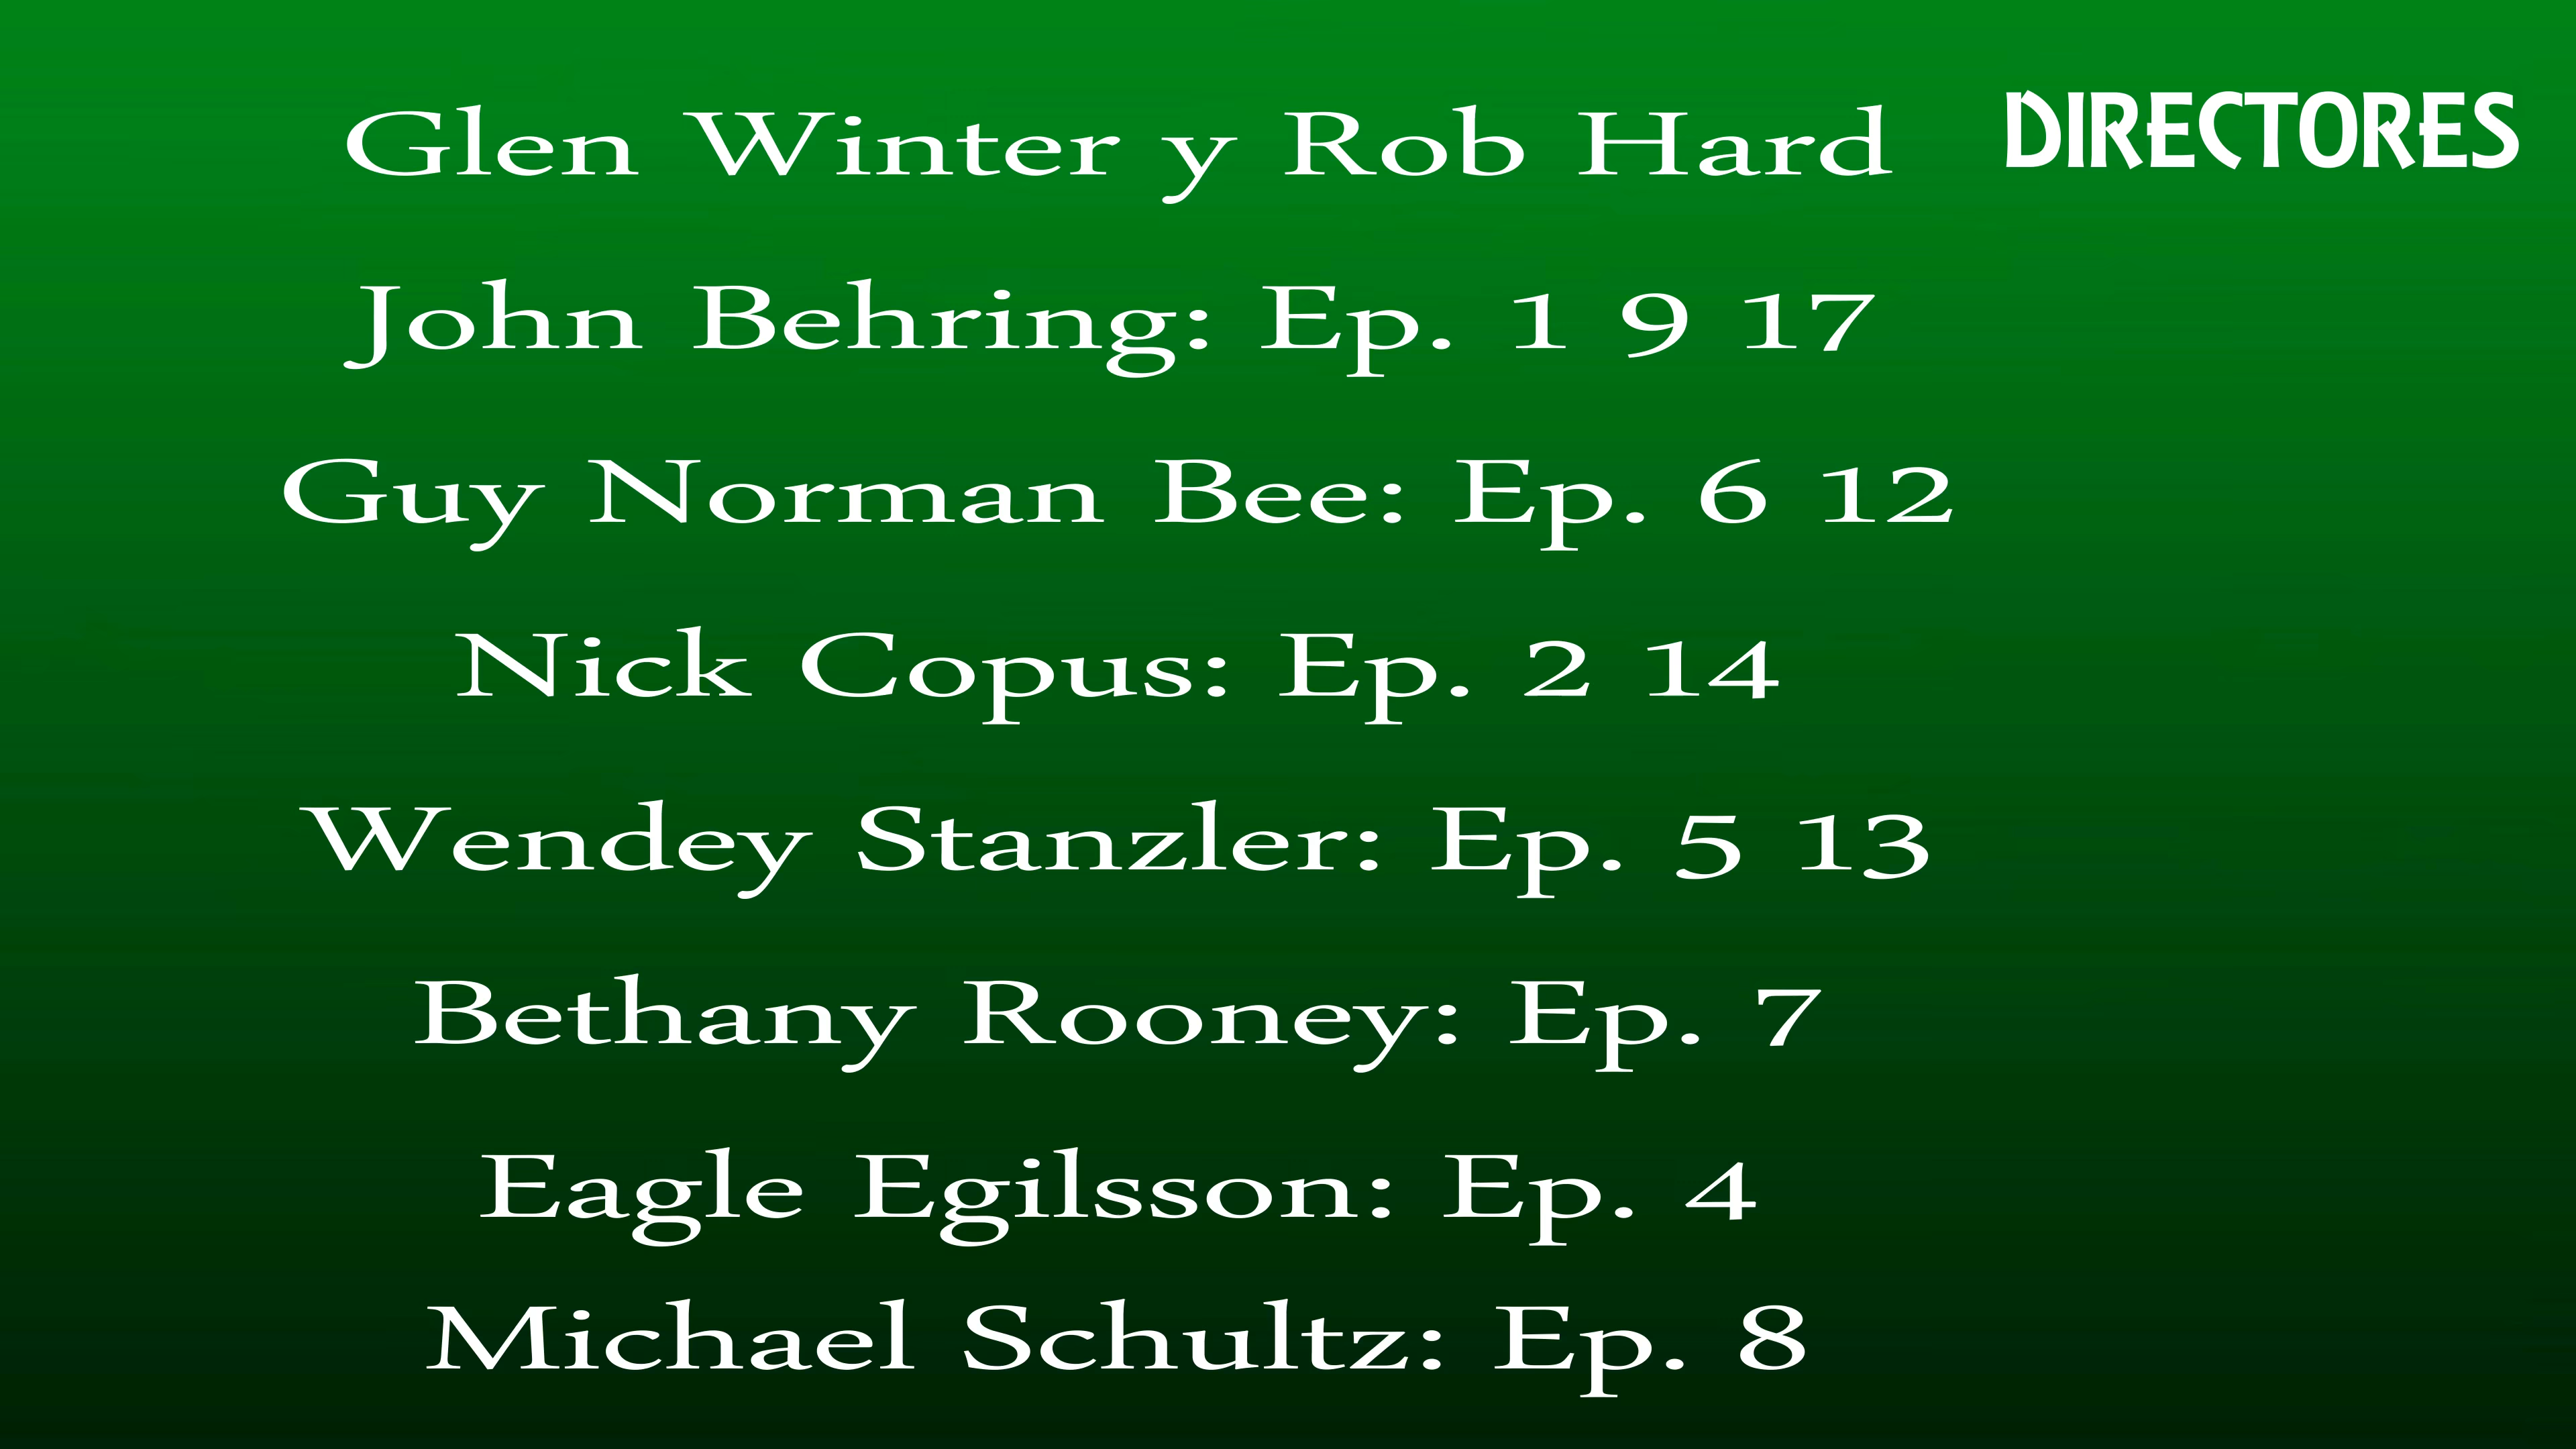 Glen Winter y Rob Hard
DIRECTORES
John Behring: Ep. 1 9 17
Guy Norman Bee: Ep. 6 12
Nick Copus: Ep. 2 14
Wendey Stanzler: Ep. 5 13
Bethany Rooney: Ep. 7
Eagle Egilsson: Ep. 4
Michael Schultz: Ep. 8